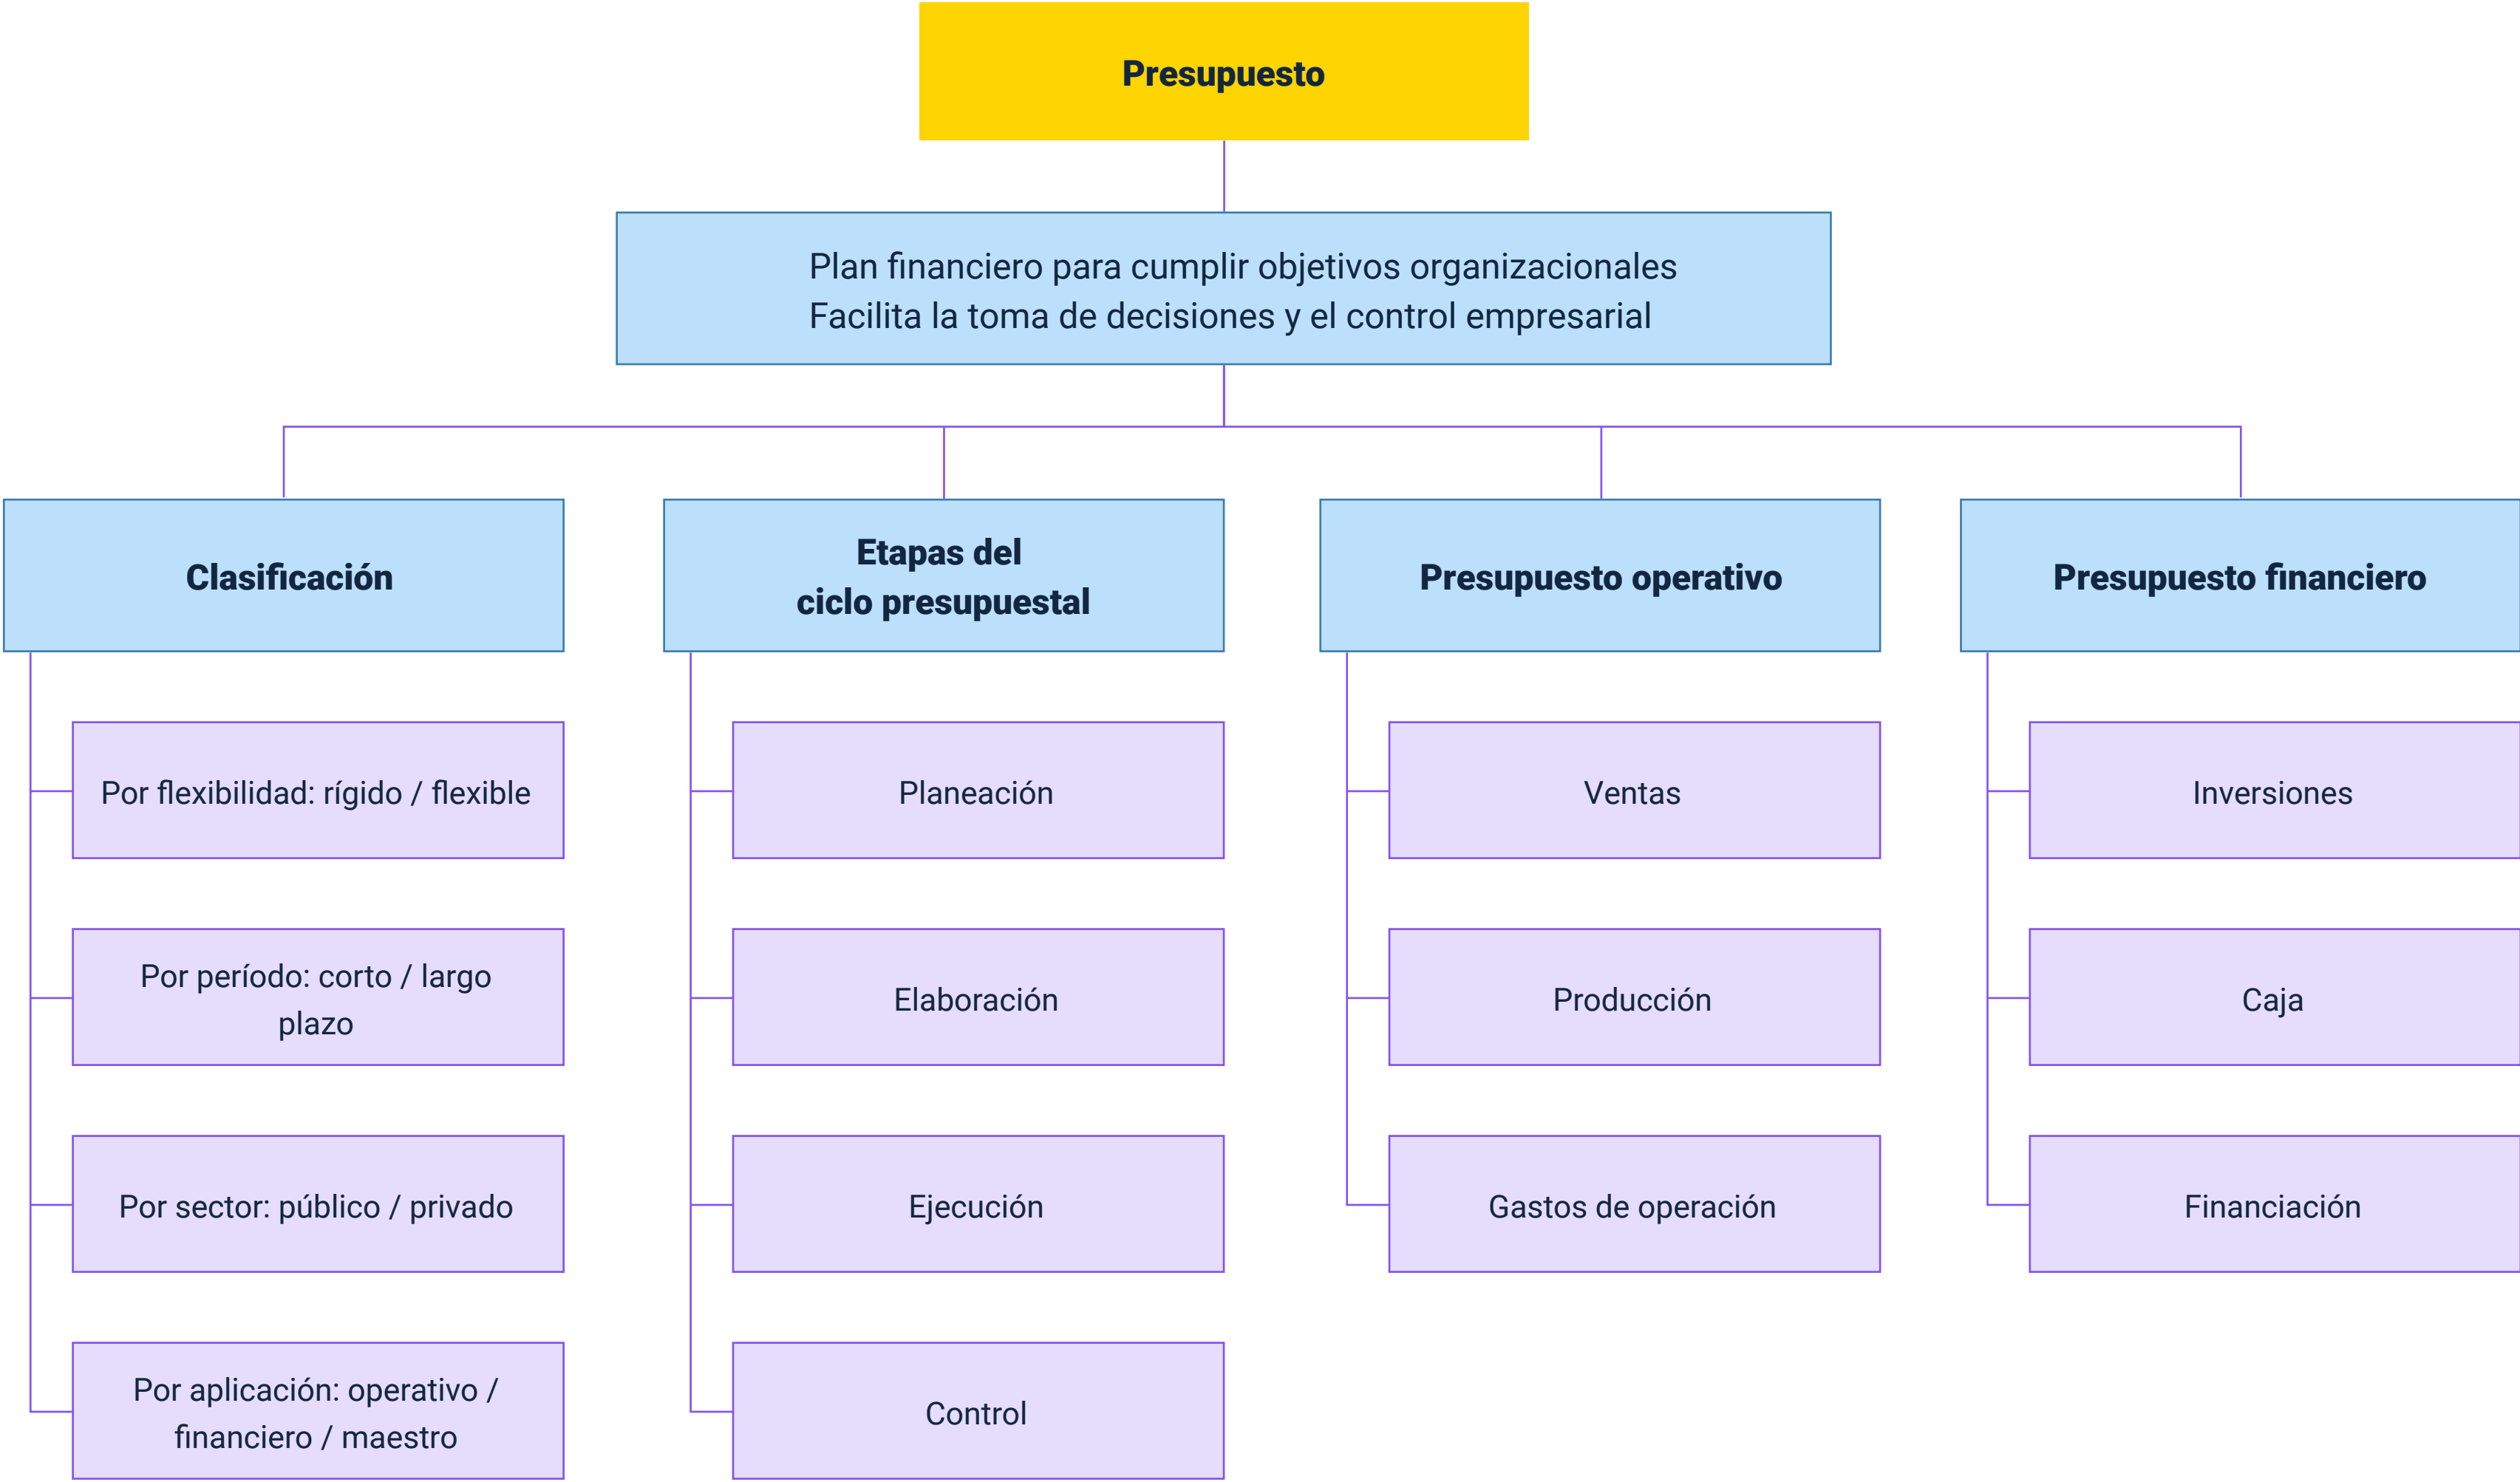 Presupuesto
Plan financiero para cumplir objetivos organizacionales
Facilita la toma de decisiones y el control empresarial
Clasificación
Por flexibilidad: rígido / flexible
Por período: corto / largo
plazo
Por sector: público / privado
Por aplicación: operativo /
financiero / maestro
Etapas del
ciclo presupuestal
Planeación
Elaboración
Ejecución
Control
Presupuesto operativo
Ventas
Producción
Gastos de operación
Presupuesto financiero
Inversiones
Caja
Financiación